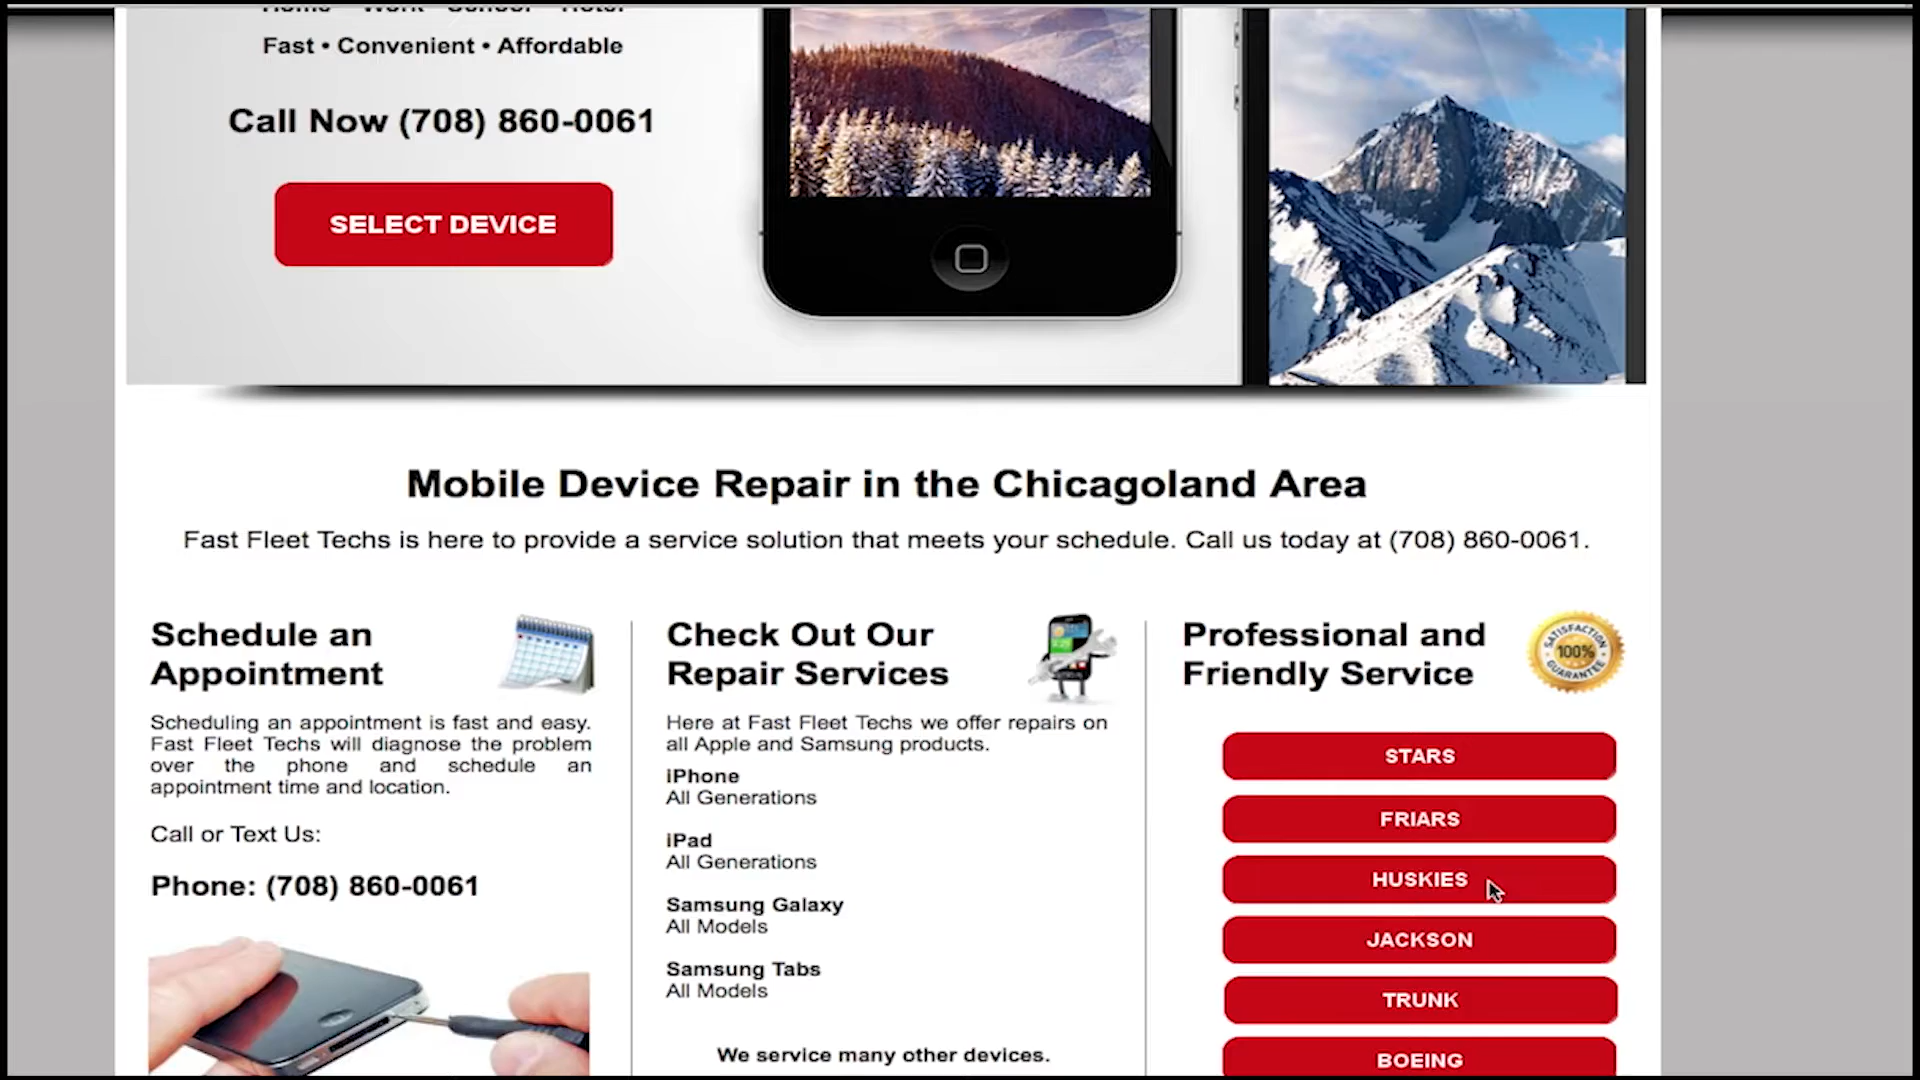 Home Work School Hotel
Fast • Convenient • Affordable
Call Now (708) 860-0061
SELECT DEVICE
Mobile Device Repair in the Chicagoland Area
Fast Fleet Techs is here to provide a service solution that meets your schedule. Call us today at (708) 860-0061.
Schedule an
Appointment
Scheduling an appointment is fast and easy.
Fast Fleet Techs will diagnose the problem
over the phone and schedule an
appointment time and location.
Call or Text Us:
Phone: (708) 860-0061
Check Out Our
Repair Services
Here at Fast Fleet Techs we offer repairs on
all Apple and Samsung products.
iPhone
All Generations
iPad
All Generations
Samsung Galaxy
All Models
Samsung Tabs
All Models
We service many other devices.
Professional and
Friendly Service
SATISFACTION
100%
GUARANTEE
STARS
FRIARS
HUSKIES
JACKSON
TRUNK
BOEING